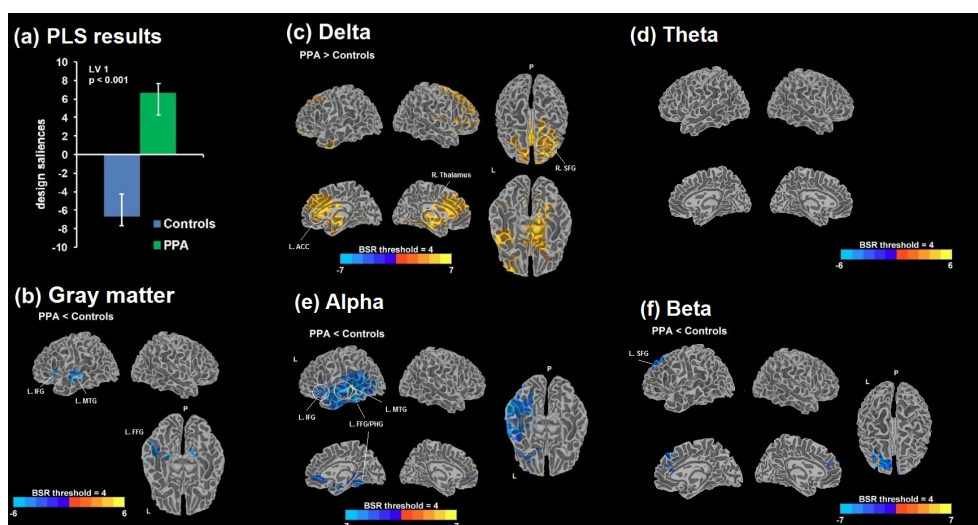 (a) PLS results
LV 1
p < 0.001
10
8
6
4
2
0
-2
-4
-6
-8
-10
design saliences
Controls
PPA
(b) Gray matter
PPA < Controls
L. IFG
L. MTG
P
L. FFG
L
BSR threshold = 4
-6
6
(c) Delta
PPA > Controls
P
L
R. SFG
R. Thalamus
L. ACC
BSR threshold = 4
-7
7
(d) Theta
BSR threshold = 4
-6
6
(e) Alpha
PPA < Controls
L
P
L. IFG
L. MTG
L. FFG/PHG
L
BSR threshold = 4
-7
7
(f) Beta
PPA < Controls
L. SFG
P
L
BSR threshold = 4
-7
7